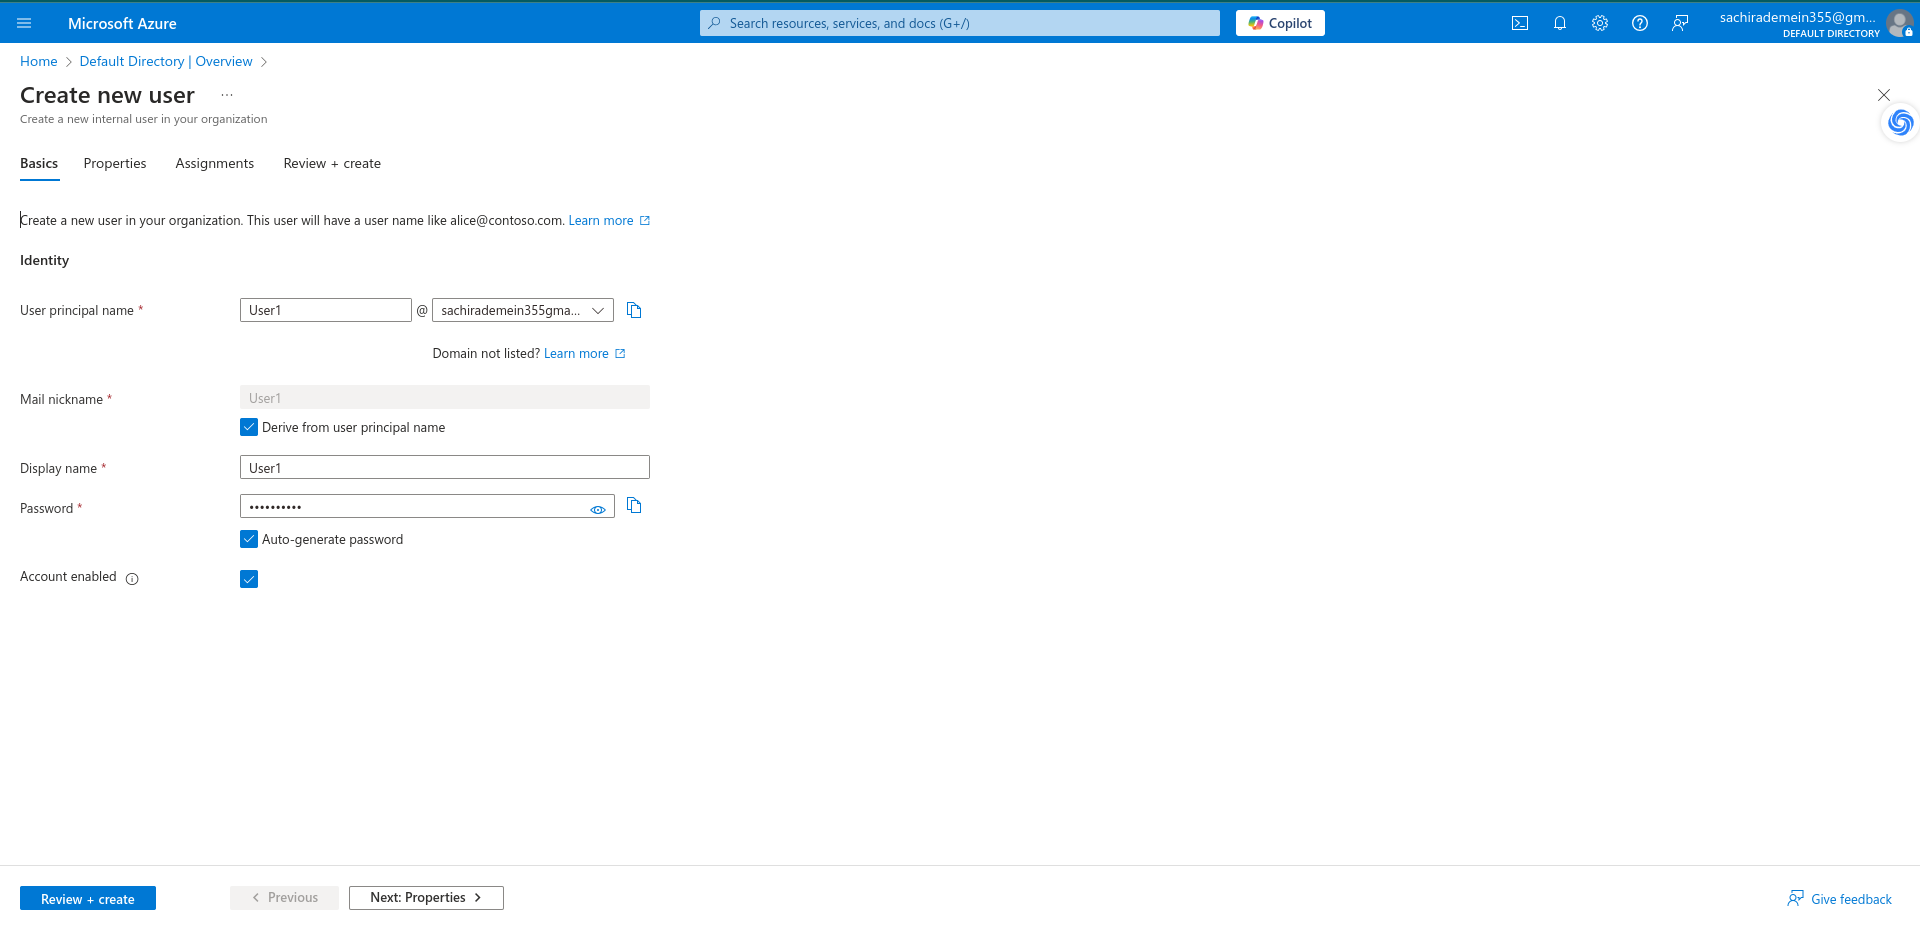 Microsoft Azure
Search resources, services, and docs (G+/)
Copilot
sachirademein355@gm...
DEFAULT DIRECTORY
Home > Default Directory | Overview >
Create new user ...
Create a new internal user in your organization
Basics Properties Assignments Review + create
Create a new user in your organization. This user will have a user name like alice@contoso.com. Learn more
Identity
User principal name * User1 @ sachirademein355gma...
Domain not listed? Learn more
Mail nickname * User1
Derive from user principal name
Display name * User1
Password * ••••••••••
Auto-generate password
Account enabled
Review + create < Previous Next: Properties > Give feedback